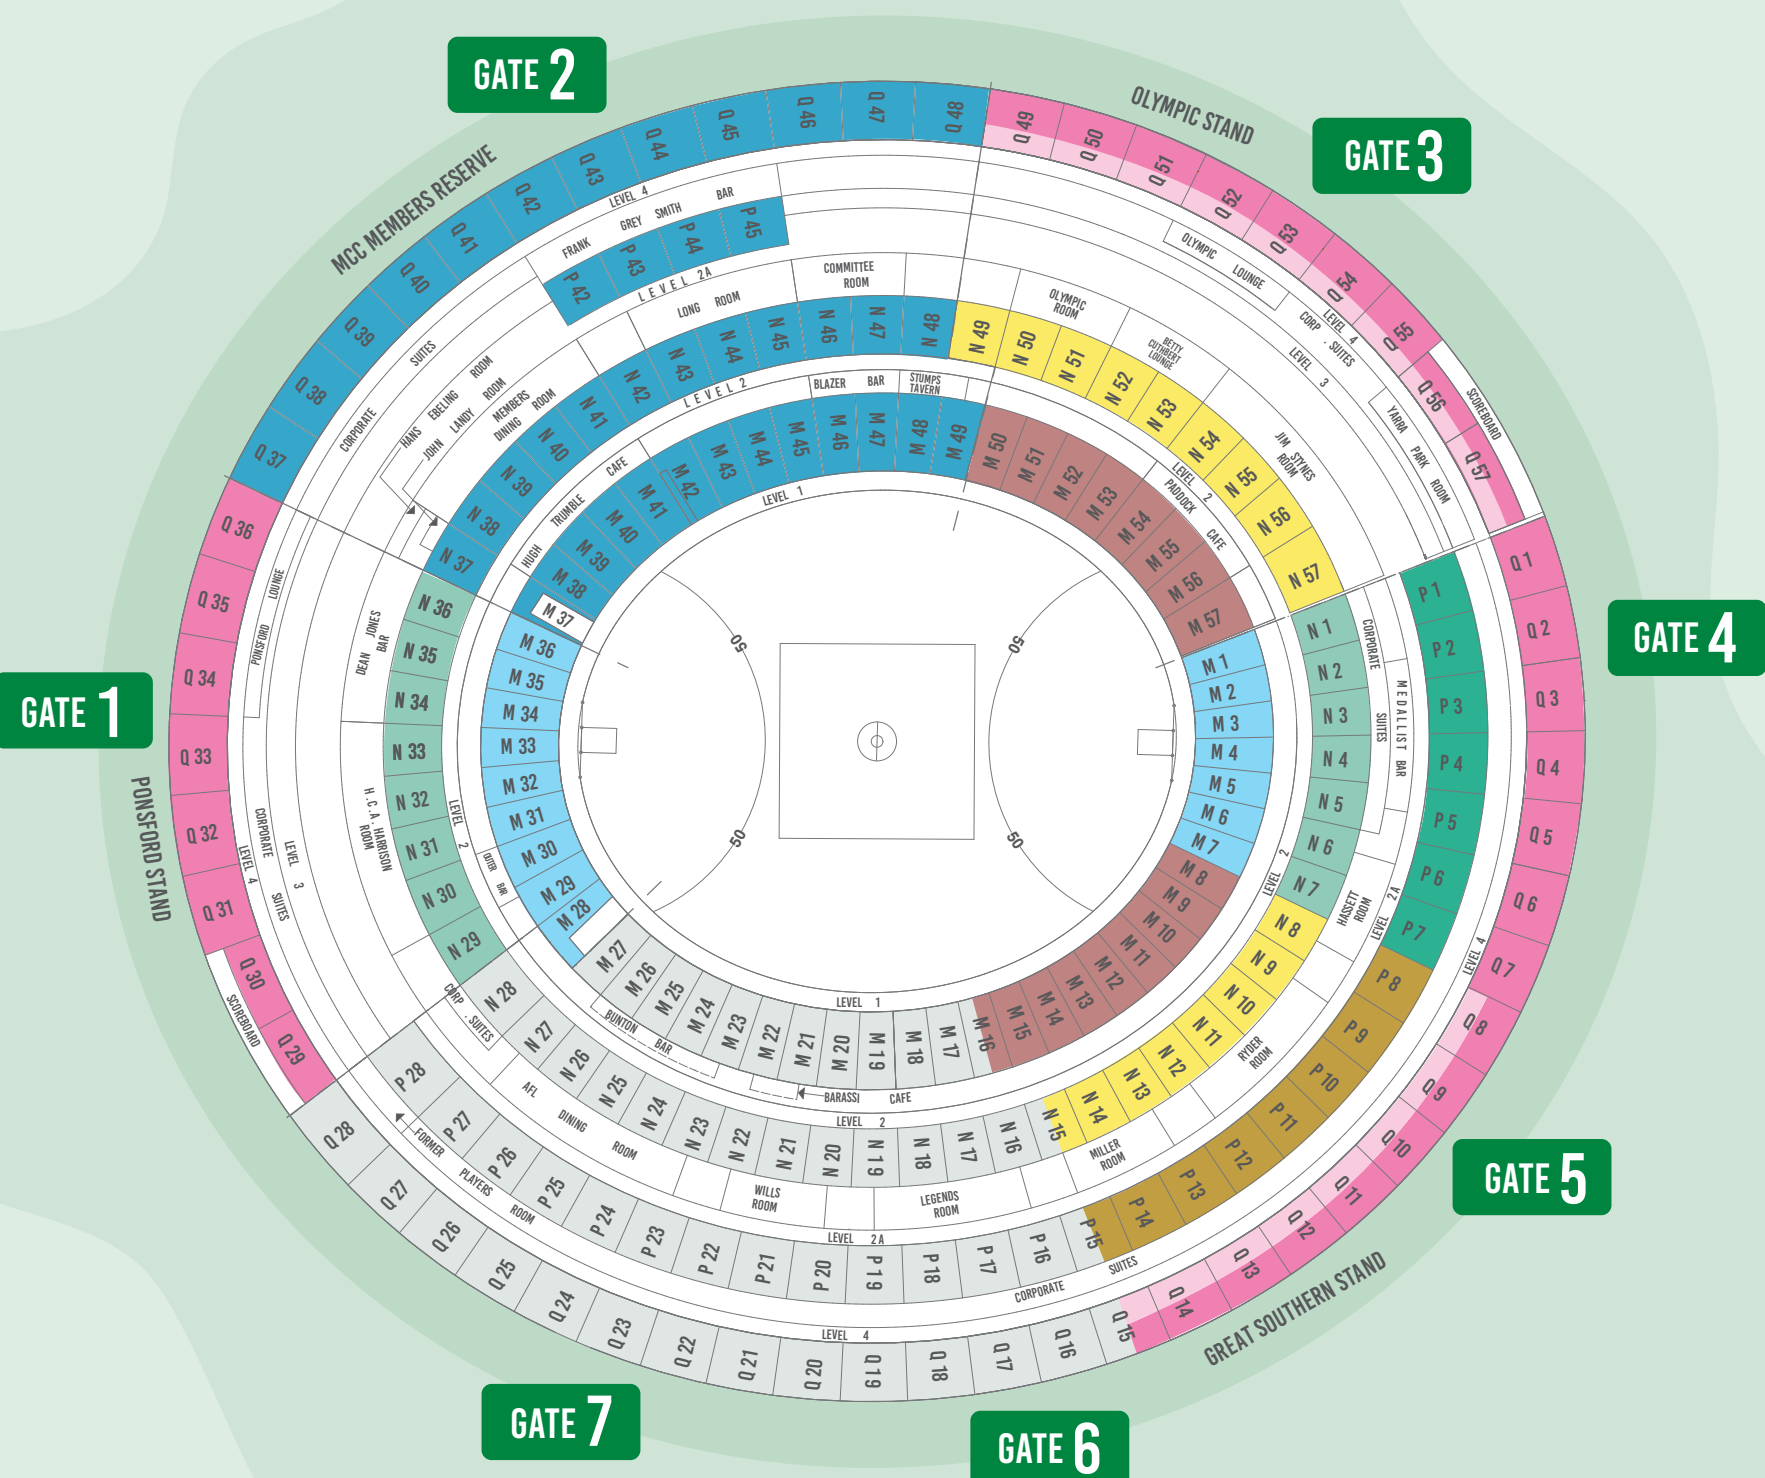 GATE 2
OLYMPIC STAND
GATE 3
MCC MEMBERS RESERVE
GATE 1
GATE 4
PONSFORD STAND
GATE 5
GREAT SOUTHERN STAND
GATE 7
GATE 6
Q 37
Q 38
Q 39
Q 40
Q 41
Q 42
Q 43
Q 44
Q 45
Q 46
Q 47
Q 48
Q 49
Q 50
Q 51
Q 52
Q 53
Q 54
Q 55
Q 56
Q 57
SCOREBOARD
Q 1
Q 2
Q 3
Q 4
Q 5
Q 6
Q 7
Q 8
Q 9
Q 10
Q 11
Q 12
Q 13
Q 14
Q 15
Q 16
Q 17
Q 18
Q 19
Q 20
Q 21
Q 22
Q 23
Q 24
Q 25
Q 26
Q 27
Q 28
Q 29
Q 30
SCOREBOARD
Q 31
Q 32
Q 33
Q 34
Q 35
Q 36
LEVEL 4
FRANK GREY SMITH BAR
P 42
P 43
P 44
P 45
LEVEL 2A
CORPORATE SUITES
HANS EBELING ROOM
JOHN LANDY ROOM
MEMBERS
DINING ROOM
LONG ROOM
COMMITTEE
ROOM
OLYMPIC
ROOM
BETTY
CUTHBERT
LOUNGE
JIM
STYNES
ROOM
OLYMPIC LOUNGE
CORP . SUITES
LEVEL 4
LEVEL 3
YARRA PARK ROOM
N 37
N 38
N 39
N 40
N 41
N 42
N 43
N 44
N 45
N 46
N 47
N 48
N 49
N 50
N 51
N 52
N 53
N 54
N 55
N 56
N 57
LEVEL 2
HUGH TRUMBLE CAFE
BLAZER BAR
STUMPS
TAVERN
LEVEL 2
PADDOCK CAFE
M 37
M 38
M 39
M 40
M 41
M 42
M 43
M 44
M 45
M 46
M 47
M 48
M 49
M 50
M 51
M 52
M 53
M 54
M 55
M 56
M 57
LEVEL 1
50
50
50
50
M 1
M 2
M 3
M 4
M 5
M 6
M 7
M 8
M 9
M 10
M 11
M 12
M 13
M 14
M 15
M 16
M 17
M 18
M 19
M 20
M 21
M 22
M 23
M 24
M 25
M 26
M 27
M 28
M 29
M 30
M 31
M 32
M 33
M 34
M 35
M 36
LEVEL 1
N 1
N 2
N 3
N 4
N 5
N 6
N 7
N 8
N 9
N 10
N 11
N 12
N 13
N 14
N 15
N 16
N 17
N 18
N 19
N 20
N 21
N 22
N 23
N 24
N 25
N 26
N 27
N 28
N 29
N 30
N 31
N 32
N 33
N 34
N 35
N 36
LEVEL 2
CORPORATE SUITES
MEDALLIST BAR
HASSETT
ROOM
LEVEL 2A
LEVEL 4
P 1
P 2
P 3
P 4
P 5
P 6
P 7
P 8
P 9
P 10
P 11
P 12
P 13
P 14
P 15
P 16
P 17
P 18
P 19
P 20
P 21
P 22
P 23
P 24
P 25
P 26
P 27
P 28
RYDER
ROOM
MILLER
ROOM
LEGENDS
ROOM
WILLS
ROOM
AFL DINING ROOM
CORP . SUITES
BUNTON BAR
BARASSI CAFE
LEVEL 2
LEVEL 2A
CORPORATE SUITES
LEVEL 4
FORMER PLAYERS ROOM
PONSFORD LOUNGE
DEAN JONES
BAR
H.C.A. HARRISON
ROOM
LEVEL 2
OUTER BAR
LEVEL 3
CORPORATE SUITES
LEVEL 4